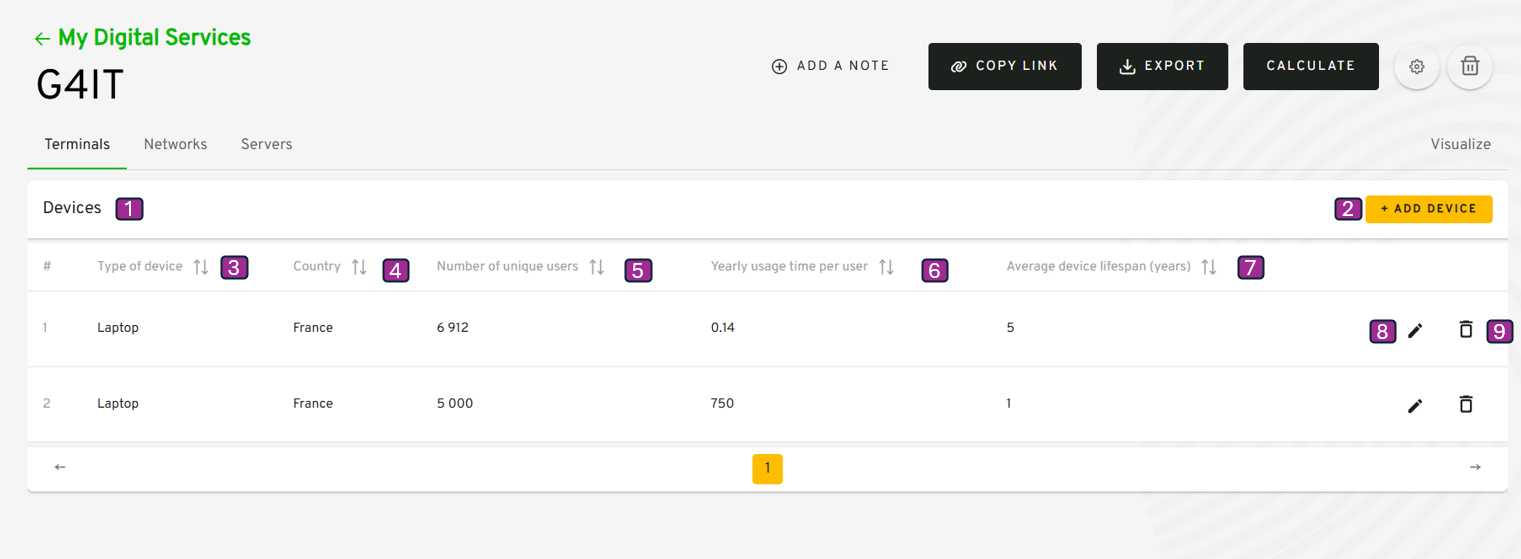 ← My Digital Services
G4IT
ADD A NOTE
COPY LINK
EXPORT
CALCULATE
Terminals Networks Servers Visualize
Devices 1 2 + ADD DEVICE
# Type of device 3 Country 4 Number of unique users 5 Yearly usage time per user 6 Average device lifespan (years) 7
1 Laptop France 6 912 0.14 5 8 9
2 Laptop France 5 000 750 1
← 1 →